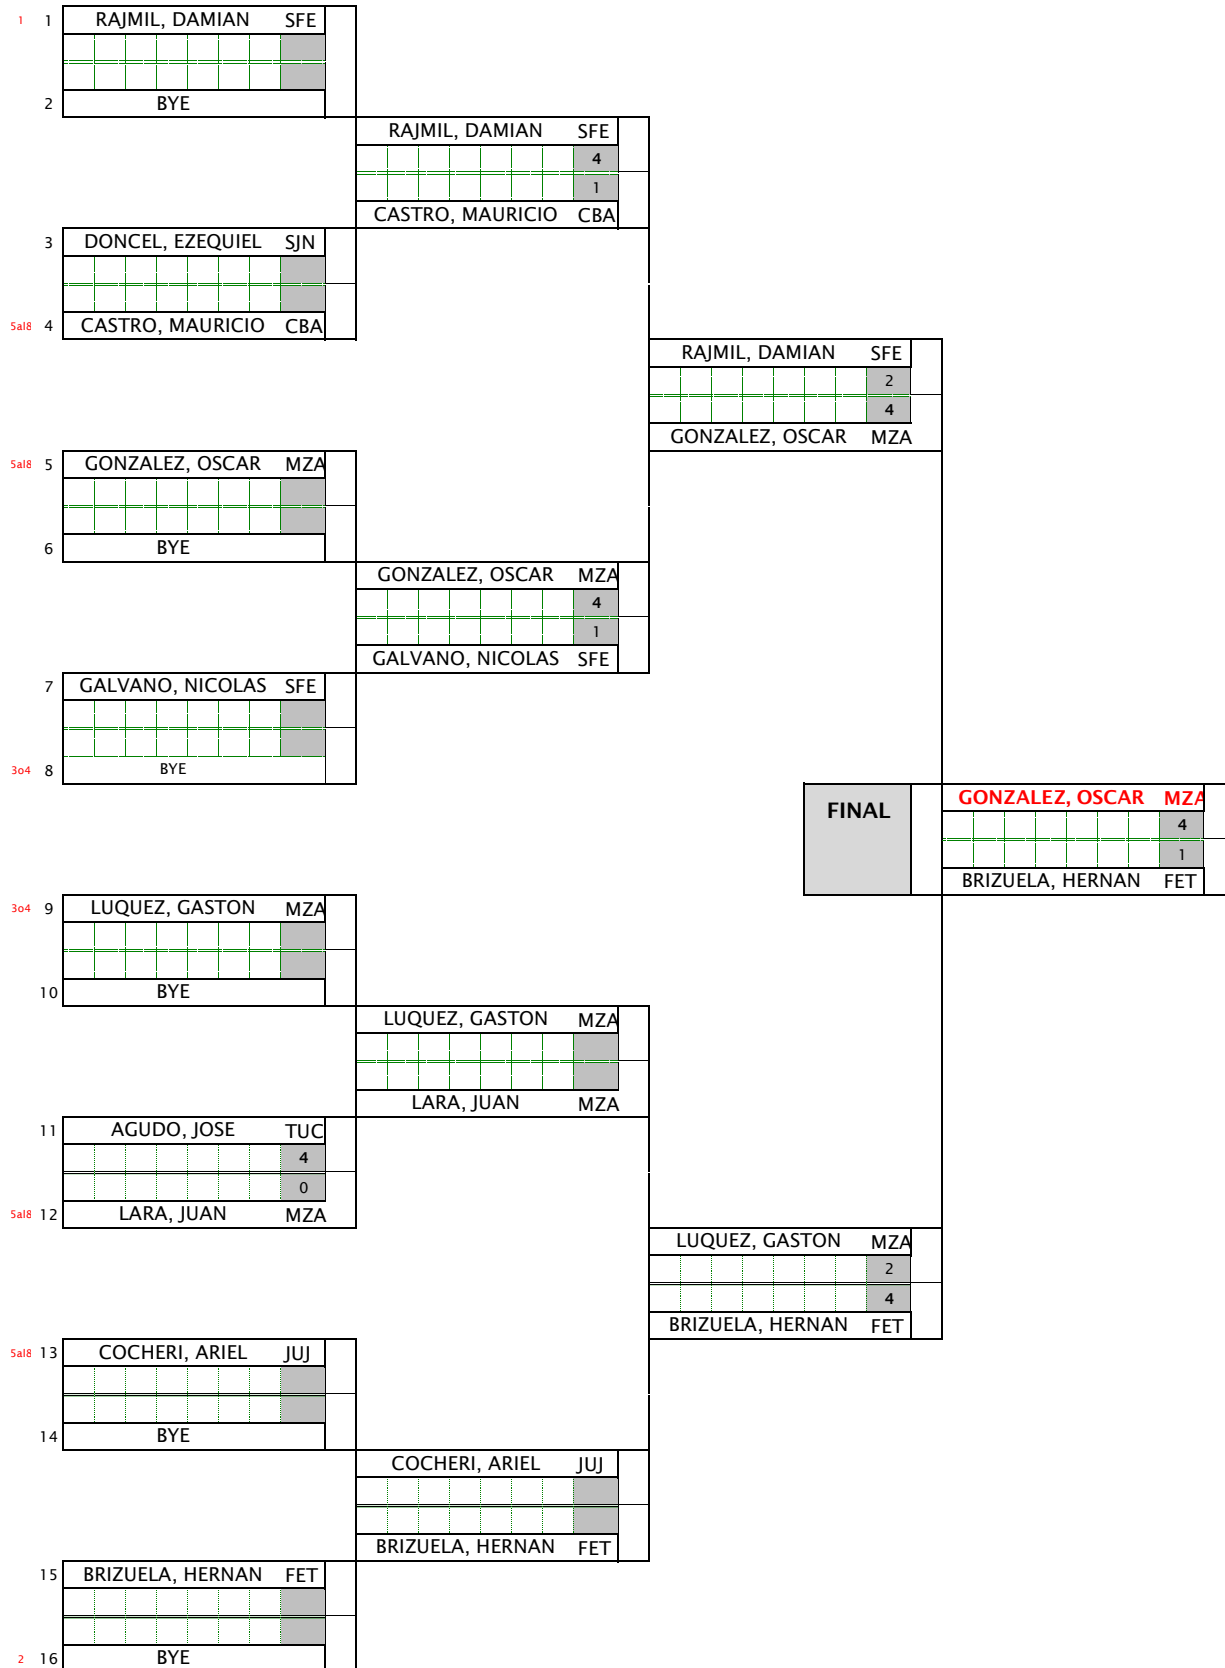 1 1 RAJMIL, DAMIAN SFE
2 BYE
RAJMIL, DAMIAN SFE
4
1
CASTRO, MAURICIO CBA
3 DONCEL, EZEQUIEL SJN
5al8 4 CASTRO, MAURICIO CBA
RAJMIL, DAMIAN SFE
2
4
GONZALEZ, OSCAR MZA
5al8 5 GONZALEZ, OSCAR MZA
6 BYE
GONZALEZ, OSCAR MZA
4
1
GALVANO, NICOLAS SFE
7 GALVANO, NICOLAS SFE
3o4 8 BYE
FINAL
GONZALEZ, OSCAR MZA
4
1
BRIZUELA, HERNAN FET
3o4 9 LUQUEZ, GASTON MZA
10 BYE
LUQUEZ, GASTON MZA
LARA, JUAN MZA
11 AGUDO, JOSE TUC
4
0
5al8 12 LARA, JUAN MZA
LUQUEZ, GASTON MZA
2
4
BRIZUELA, HERNAN FET
5al8 13 COCHERI, ARIEL JUJ
14 BYE
COCHERI, ARIEL JUJ
BRIZUELA, HERNAN FET
15 BRIZUELA, HERNAN FET
2 16 BYE